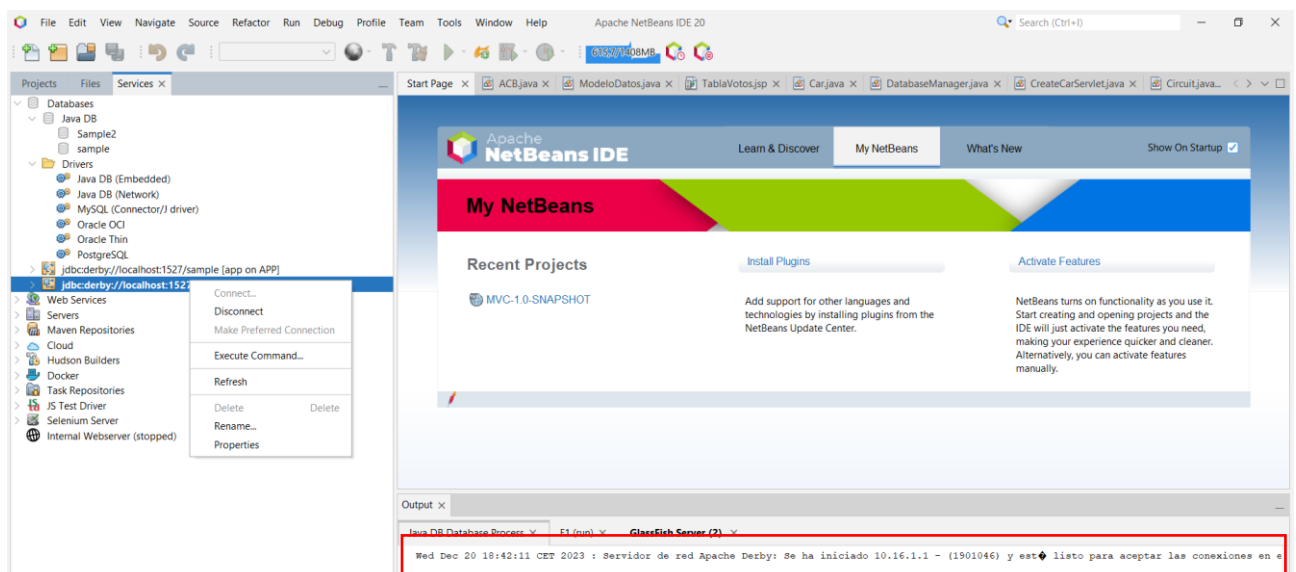 File Edit View Navigate Source Refactor Run Debug Profile Team Tools Window Help Apache NetBeans IDE 20 Search (Ctrl+I)
Projects Files Services
Start Page ACB.java ModeloDatos.java TablaVotos.jsp Car.java DatabaseManager.java CreateCarServlet.java Circuit.java...
Databases
Java DB
Sample2
sample
Drivers
Java DB (Embedded)
Java DB (Network)
MySQL (Connector/J driver)
Oracle OCI
Oracle Thin
PostgreSQL
jdbc:derby://localhost:1527/sample [app on APP]
jdbc:derby://localhost:1527
Web Services
Servers
Maven Repositories
Cloud
Hudson Builders
Docker
Task Repositories
JS Test Driver
Selenium Server
Internal Webserver (stopped)
Connect...
Disconnect
Make Preferred Connection
Execute Command...
Refresh
Delete Delete
Rename...
Properties
Apache
NetBeans IDE
Learn & Discover My NetBeans What's New Show On Startup
My NetBeans
Recent Projects
MVC-1.0-SNAPSHOT
Install Plugins
Add support for other languages and
technologies by installing plugins from the
NetBeans Update Center.
Activate Features
NetBeans turns on functionality as you use it.
Start creating and opening projects and the
IDE will just activate the features you need,
making your experience quicker and cleaner.
Alternatively, you can activate features
manually.
Output
Java DB Database Process F1 (run) GlassFish Server (2)
Wed Dec 20 18:42:11 CET 2023 : Servidor de red Apache Derby: Se ha iniciado 10.16.1.1 - (1901046) y est� listo para aceptar las conexiones en e